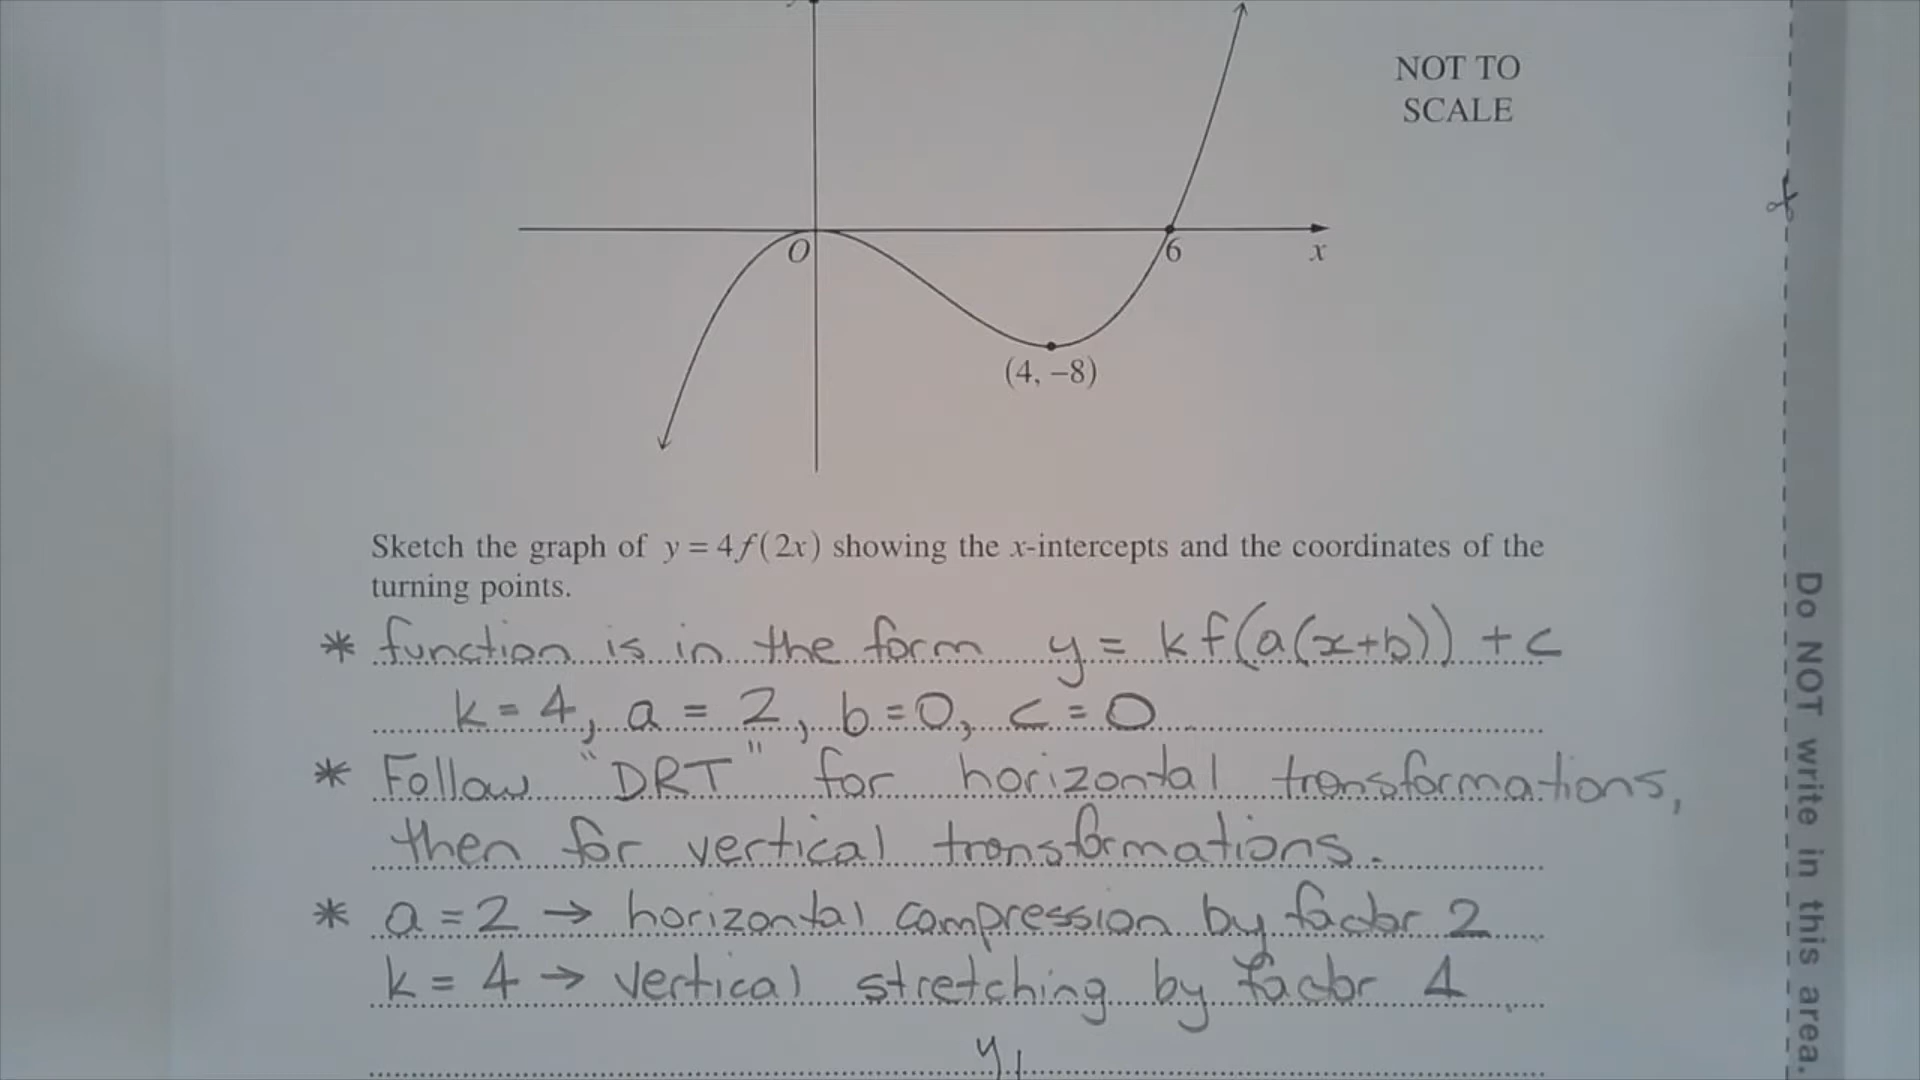 y
NOT TO
SCALE
O
6
x
(4, −8)
Sketch the graph of y = 4f(2x) showing the x-intercepts and the coordinates of the
turning points.
* function is in the form y = kf(a(x+b)) + c
k = 4, a = 2, b = 0, c = 0
* Follow "DRT" for horizontal transformations,
then for vertical transformations.
* a = 2 → horizontal compression by factor 2
k = 4 → vertical stretching by factor 4
y
Do NOT write in this area.